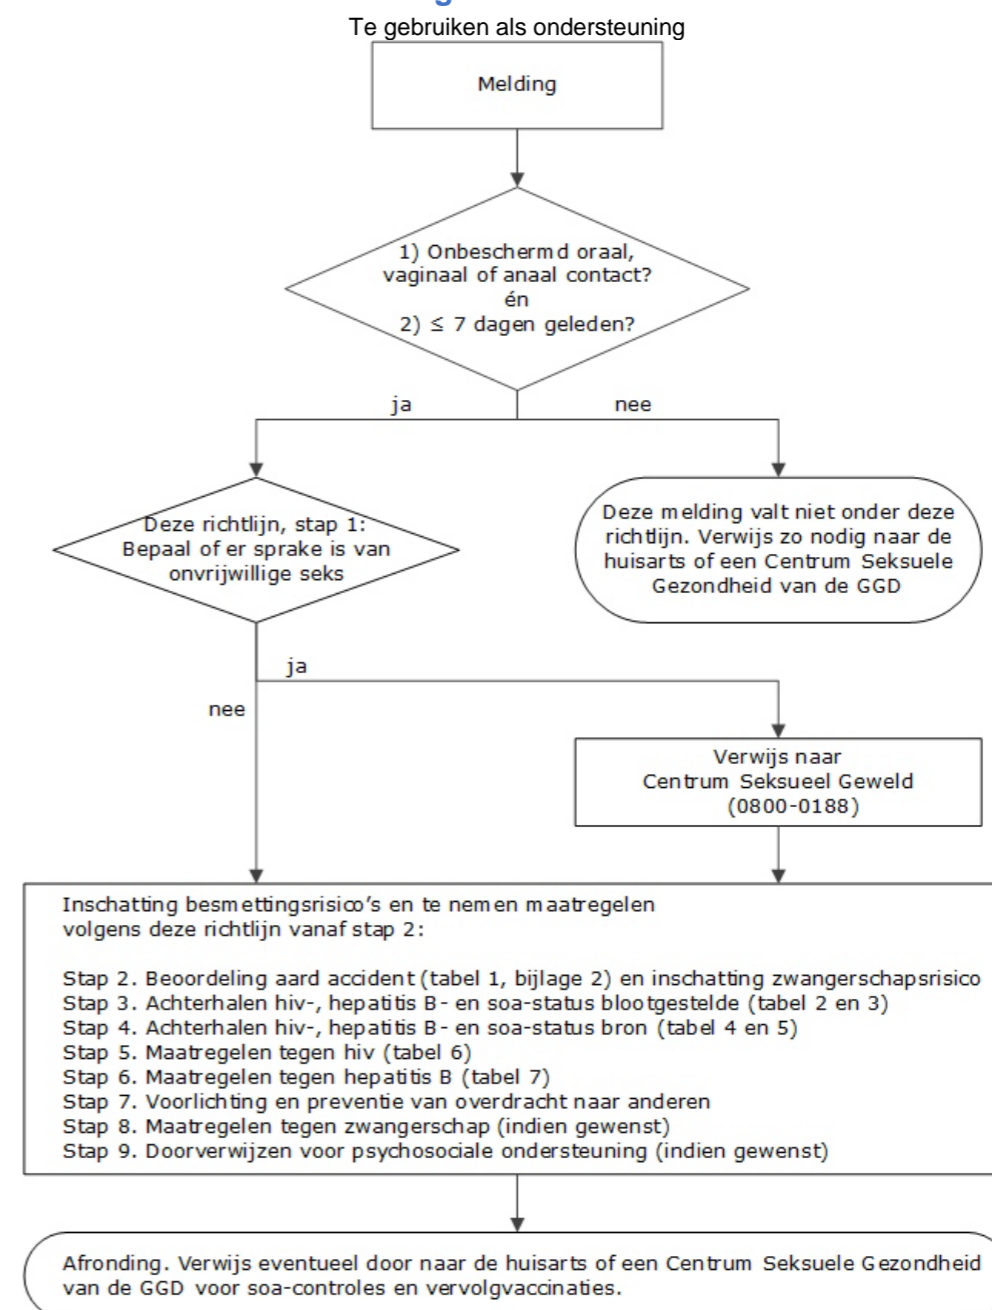 Te gebruiken als ondersteuning
Melding
1) Onbeschermd oraal,
vaginaal of anaal contact?
én
2) ≤ 7 dagen geleden?
ja
nee
Deze richtlijn, stap 1:
Bepaal of er sprake is van
onvrijwillige seks
Deze melding valt niet onder deze
richtlijn. Verwijs zo nodig naar de
huisarts of een Centrum Seksuele
Gezondheid van de GGD
ja
nee
Verwijs naar
Centrum Seksueel Geweld
(0800-0188)
Inschatting besmettingsrisico's en te nemen maatregelen
volgens deze richtlijn vanaf stap 2:
Stap 2. Beoordeling aard accident (tabel 1, bijlage 2) en inschatting zwangerschapsrisico
Stap 3. Achterhalen hiv-, hepatitis B- en soa-status blootgestelde (tabel 2 en 3)
Stap 4. Achterhalen hiv-, hepatitis B- en soa-status bron (tabel 4 en 5)
Stap 5. Maatregelen tegen hiv (tabel 6)
Stap 6. Maatregelen tegen hepatitis B (tabel 7)
Stap 7. Voorlichting en preventie van overdracht naar anderen
Stap 8. Maatregelen tegen zwangerschap (indien gewenst)
Stap 9. Doorverwijzen voor psychosociale ondersteuning (indien gewenst)
Afronding. Verwijs eventueel door naar de huisarts of een Centrum Seksuele Gezondheid
van de GGD voor soa-controles en vervolgvaccinaties.